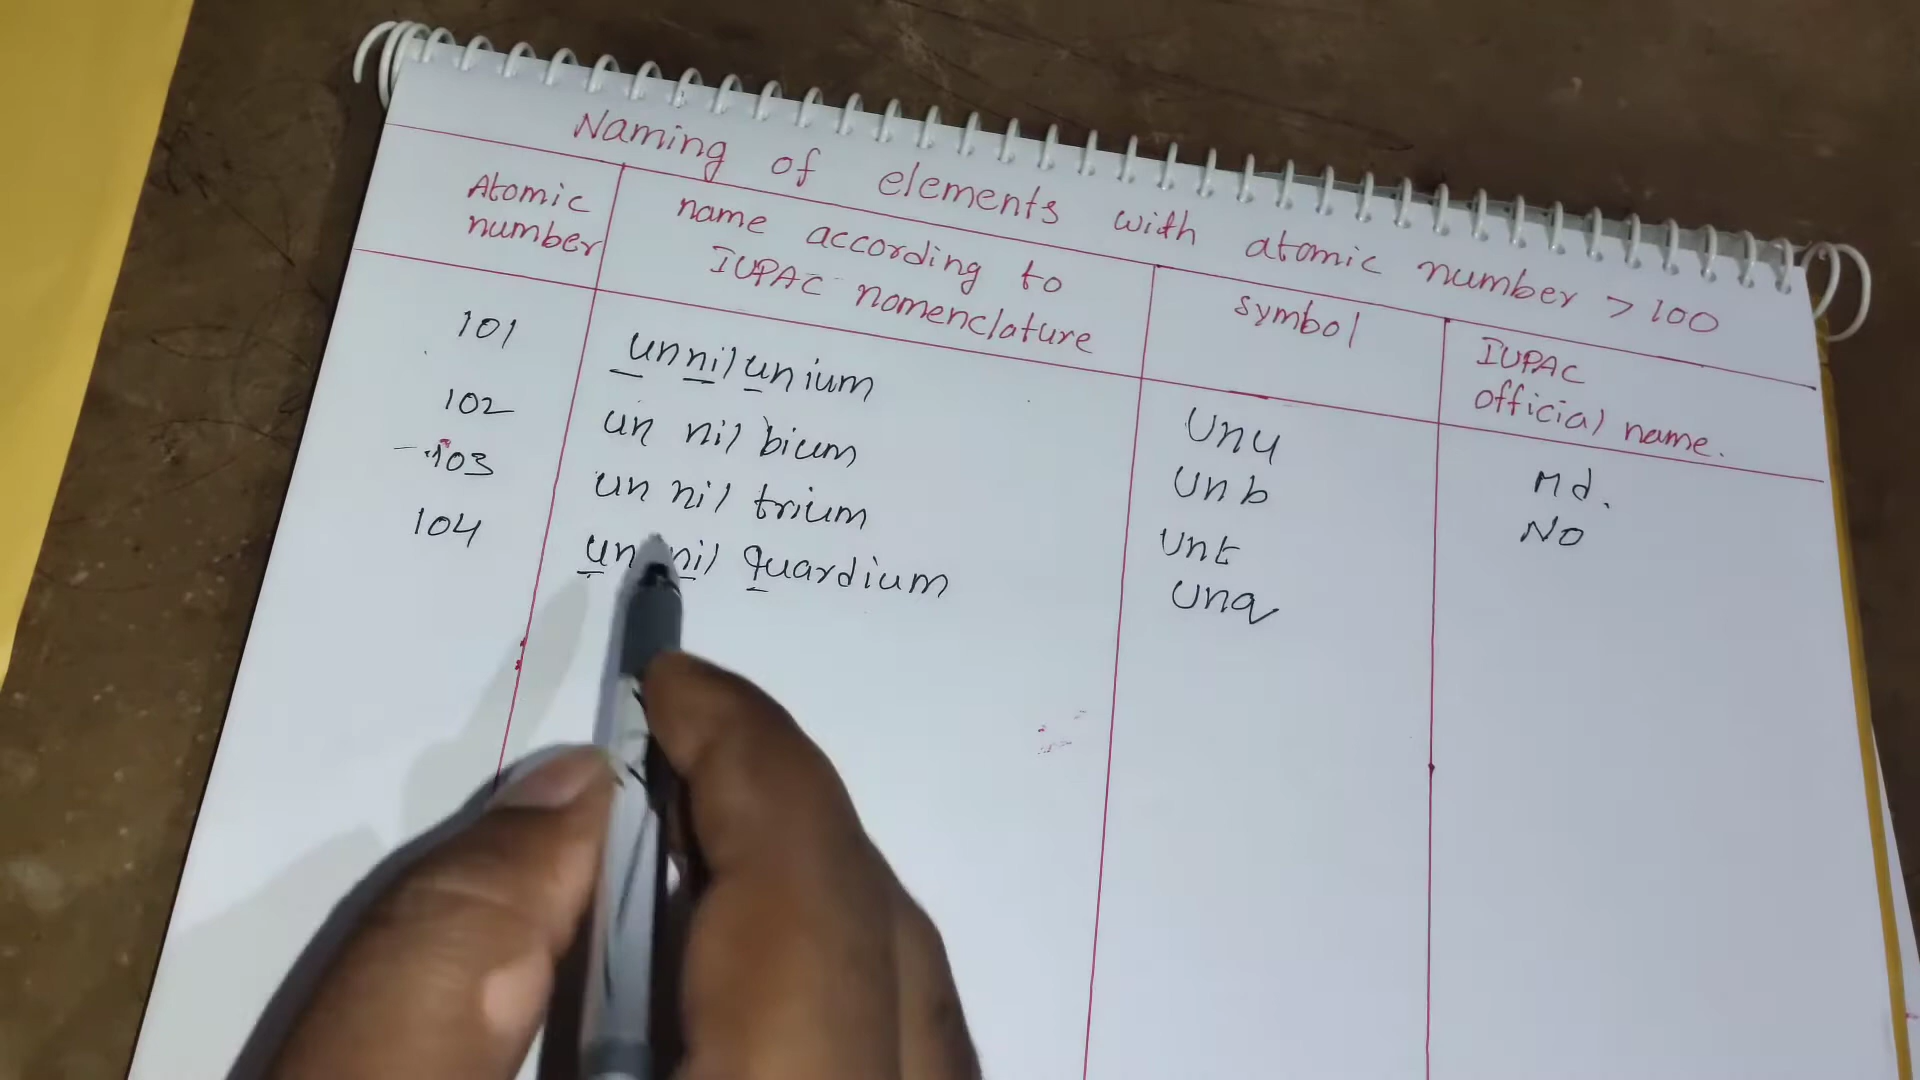 Naming of elements with atomic number > 100
Atomic number
name according to IUPAC nomenclature
symbol
IUPAC official name.
101 unnilunium Unu Md.
102 un nil bium Unb NO
103 un nil trium Unt
104 un nil quardium Unq